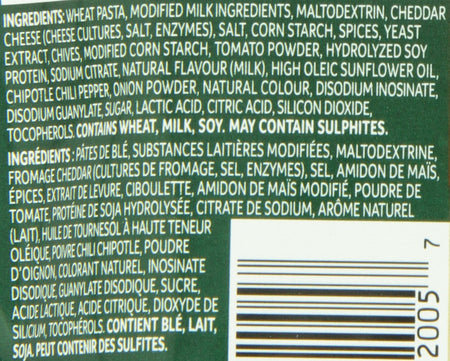 INGREDIENTS: WHEAT PASTA, MODIFIED MILK INGREDIENTS, MALTODEXTRIN, CHEDDAR
CHEESE (CHEESE CULTURES, SALT, ENZYMES), SALT, CORN STARCH, SPICES, YEAST
EXTRACT, CHIVES, MODIFIED CORN STARCH, TOMATO POWDER, HYDROLYZED SOY
PROTEIN, SODIUM CITRATE, NATURAL FLAVOUR (MILK), HIGH OLEIC SUNFLOWER OIL,
CHIPOTLE CHILI PEPPER, ONION POWDER, NATURAL COLOUR, DISODIUM INOSINATE,
DISODIUM GUANYLATE, SUGAR, LACTIC ACID, CITRIC ACID, SILICON DIOXIDE,
TOCOPHEROLS. CONTAINS WHEAT, MILK, SOY. MAY CONTAIN SULPHITES.
INGRÉDIENTS : PÂTES DE BLÉ, SUBSTANCES LAITIÈRES MODIFIÉES, MALTODEXTRINE,
FROMAGE CHEDDAR (CULTURES DE FROMAGE, SEL, ENZYMES), SEL, AMIDON DE MAÏS,
ÉPICES, EXTRAIT DE LEVURE, CIBOULETTE, AMIDON DE MAÏS MODIFIÉ, POUDRE DE
TOMATE, PROTÉINE DE SOJA HYDROLYSÉE, CITRATE DE SODIUM, ARÔME NATUREL
(LAIT), HUILE DE TOURNESOL À HAUTE TENEUR
OLÉIQUE, POIVRE CHILI CHIPOTLE, POUDRE
D'OIGNON, COLORANT NATUREL, INOSINATE
DISODIQUE, GUANYLATE DISODIQUE, SUCRE,
ACIDE LACTIQUE, ACIDE CITRIQUE, DIOXYDE DE
SILICIUM, TOCOPHÉROLS. CONTIENT BLÉ, LAIT,
SOJA. PEUT CONTENIR DES SULFITES.
2005 7